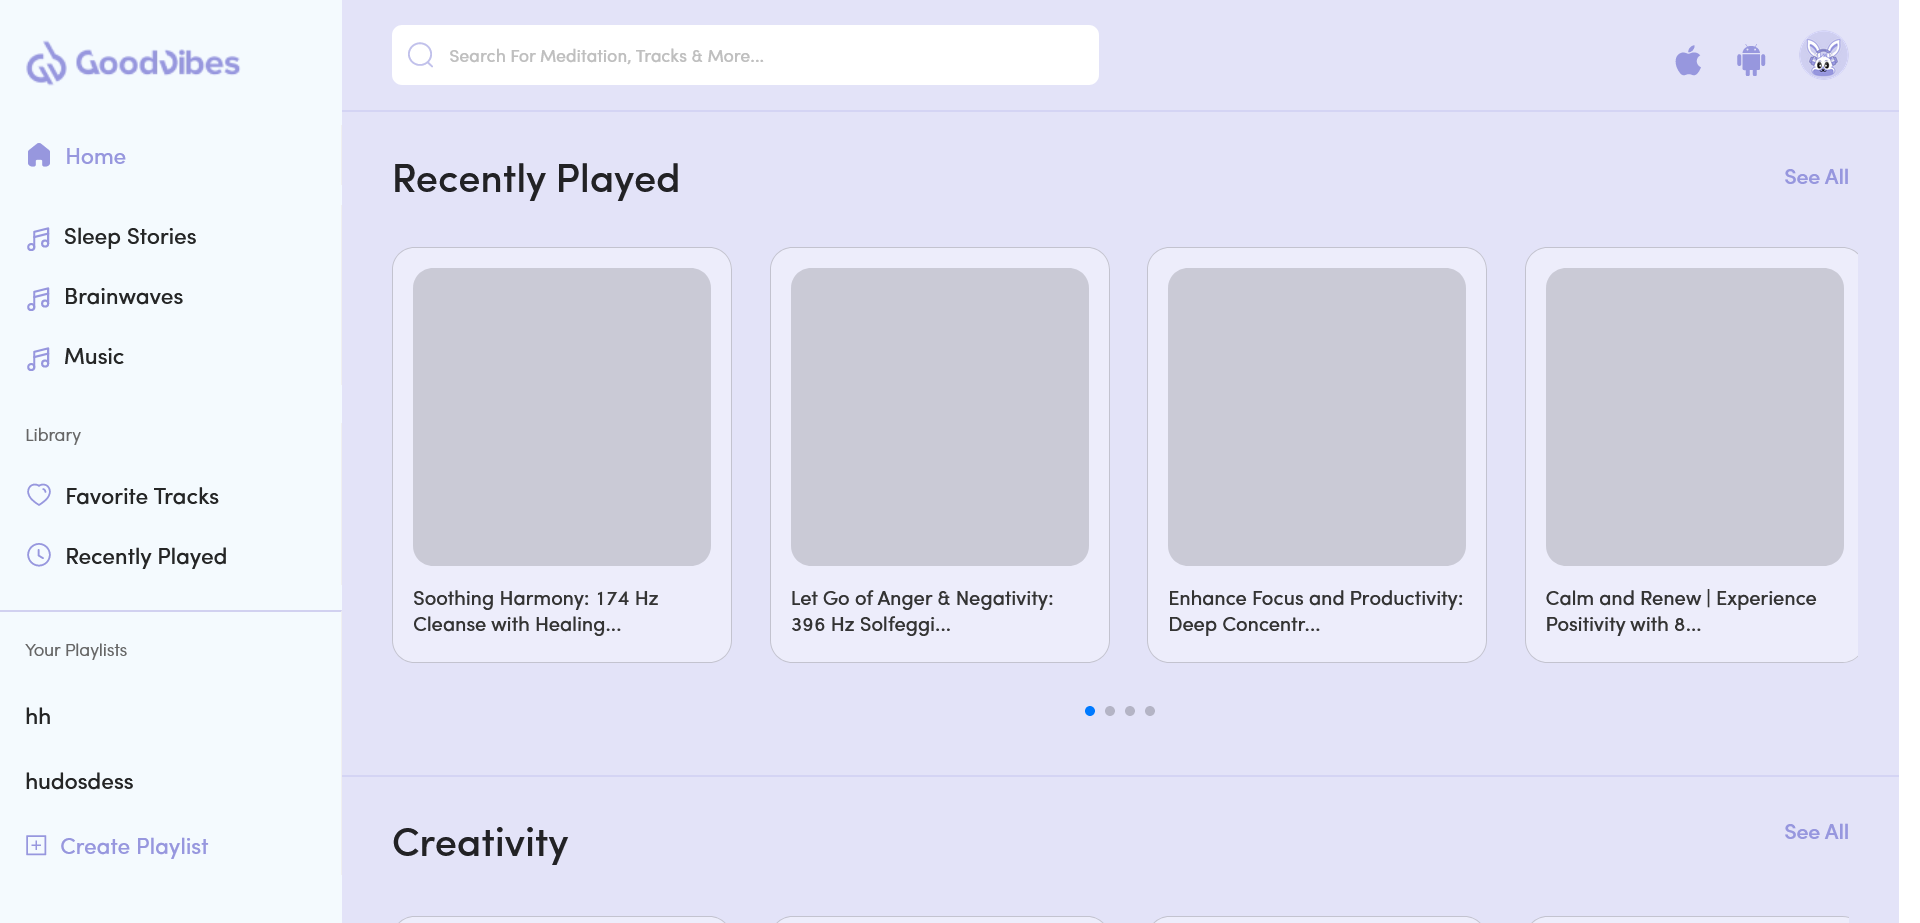 GoodVibes
Home
Sleep Stories
Brainwaves
Music
Library
Favorite Tracks
Recently Played
Your Playlists
hh
hudosdess
Create Playlist
Search For Meditation, Tracks & More...
Recently Played
See All
Soothing Harmony: 174 Hz
Cleanse with Healing...
Let Go of Anger & Negativity:
396 Hz Solfeggi...
Enhance Focus and Productivity:
Deep Concentr...
Calm and Renew | Experience
Positivity with 8...
Creativity
See All